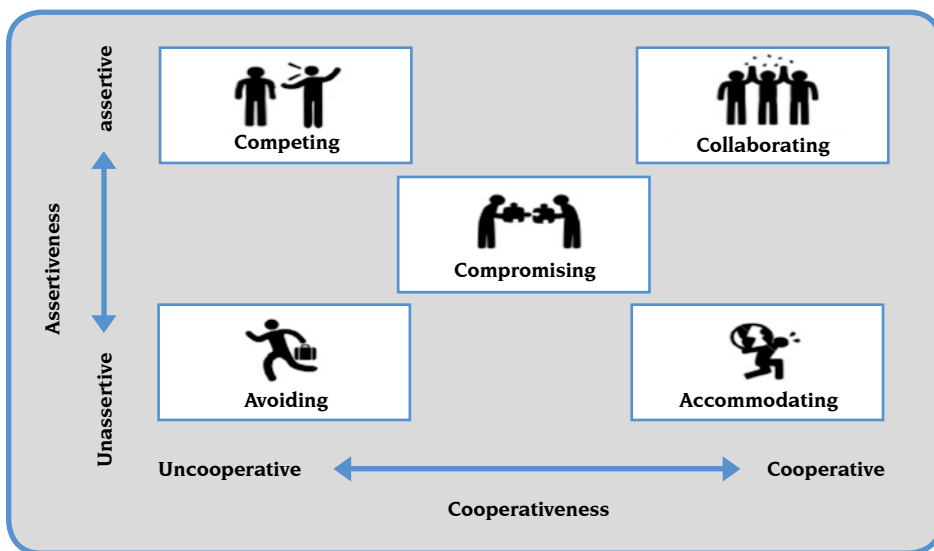 assertive
Competing
Collaborating
Assertiveness
Compromising
Unassertive
Avoiding
Accommodating
Uncooperative
Cooperative
Cooperativeness